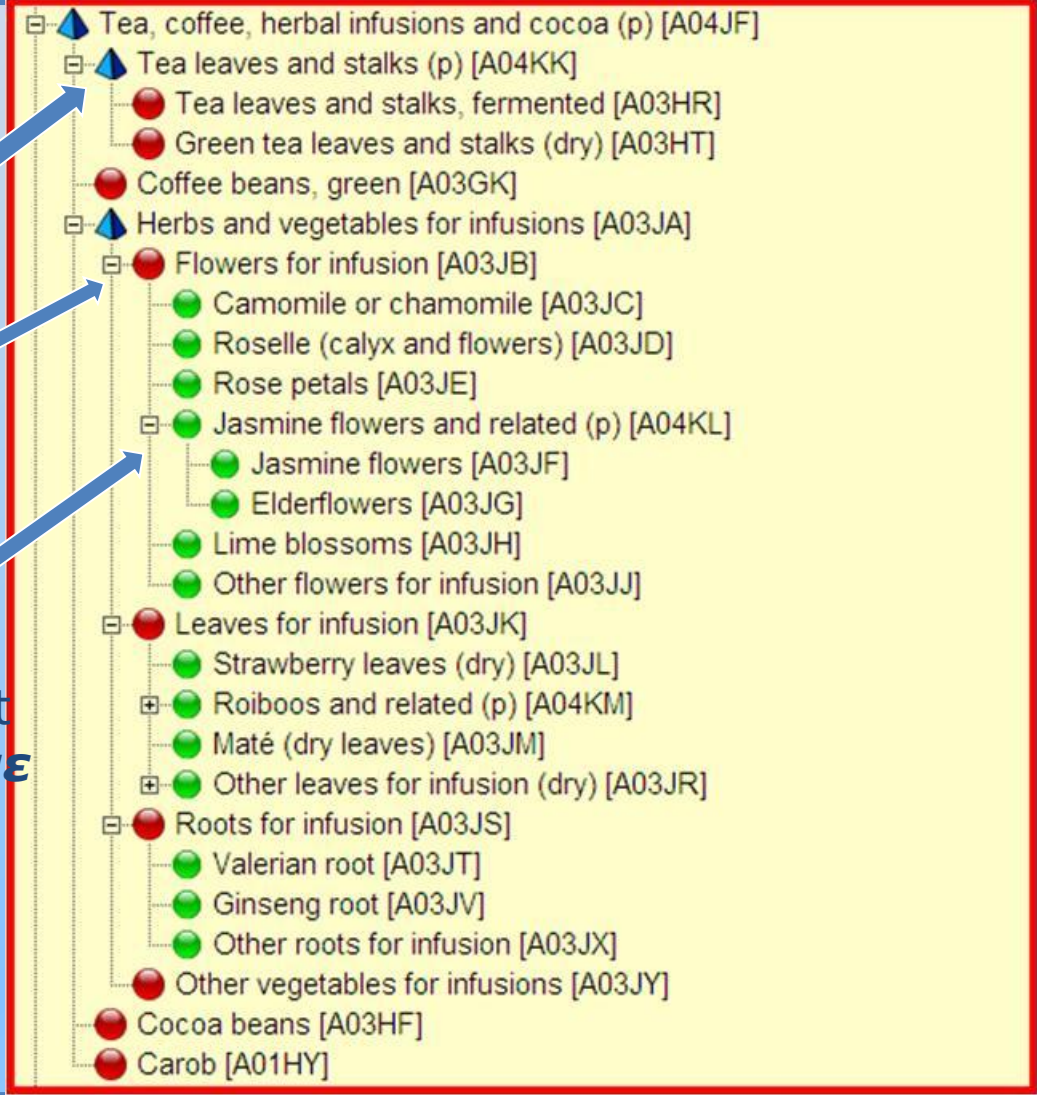 Tea, coffee, herbal infusions and cocoa (p) [A04JF]
Tea leaves and stalks (p) [A04KK]
Tea leaves and stalks, fermented [A03HR]
Green tea leaves and stalks (dry) [A03HT]
Coffee beans, green [A03GK]
Herbs and vegetables for infusions [A03JA]
Flowers for infusion [A03JB]
Camomile or chamomile [A03JC]
Roselle (calyx and flowers) [A03JD]
Rose petals [A03JE]
Jasmine flowers and related (p) [A04KL]
Jasmine flowers [A03JF]
Elderflowers [A03JG]
Lime blossoms [A03JH]
Other flowers for infusion [A03JJ]
Leaves for infusion [A03JK]
Strawberry leaves (dry) [A03JL]
Roiboos and related (p) [A04KM]
Maté (dry leaves) [A03JM]
Other leaves for infusion (dry) [A03JR]
Roots for infusion [A03JS]
Valerian root [A03JT]
Ginseng root [A03JV]
Other roots for infusion [A03JX]
Other vegetables for infusions [A03JY]
Cocoa beans [A03HF]
Carob [A01HY]